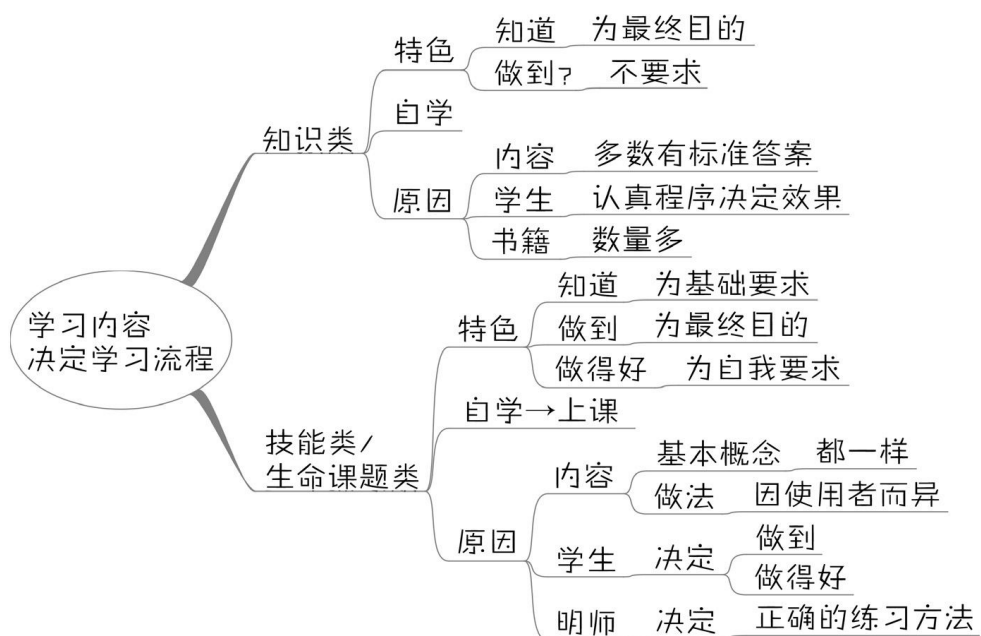 学习内容
决定学习流程
知识类
特色
知道 为最终目的
做到? 不要求
自学
原因
内容 多数有标准答案
学生 认真程序决定效果
书籍 数量多
技能类/
生命课题类
特色
知道 为基础要求
做到 为最终目的
做得好 为自我要求
自学→上课
原因
内容
基本概念 都一样
做法 因使用者而异
学生 决定
做到
做得好
明师 决定 正确的练习方法